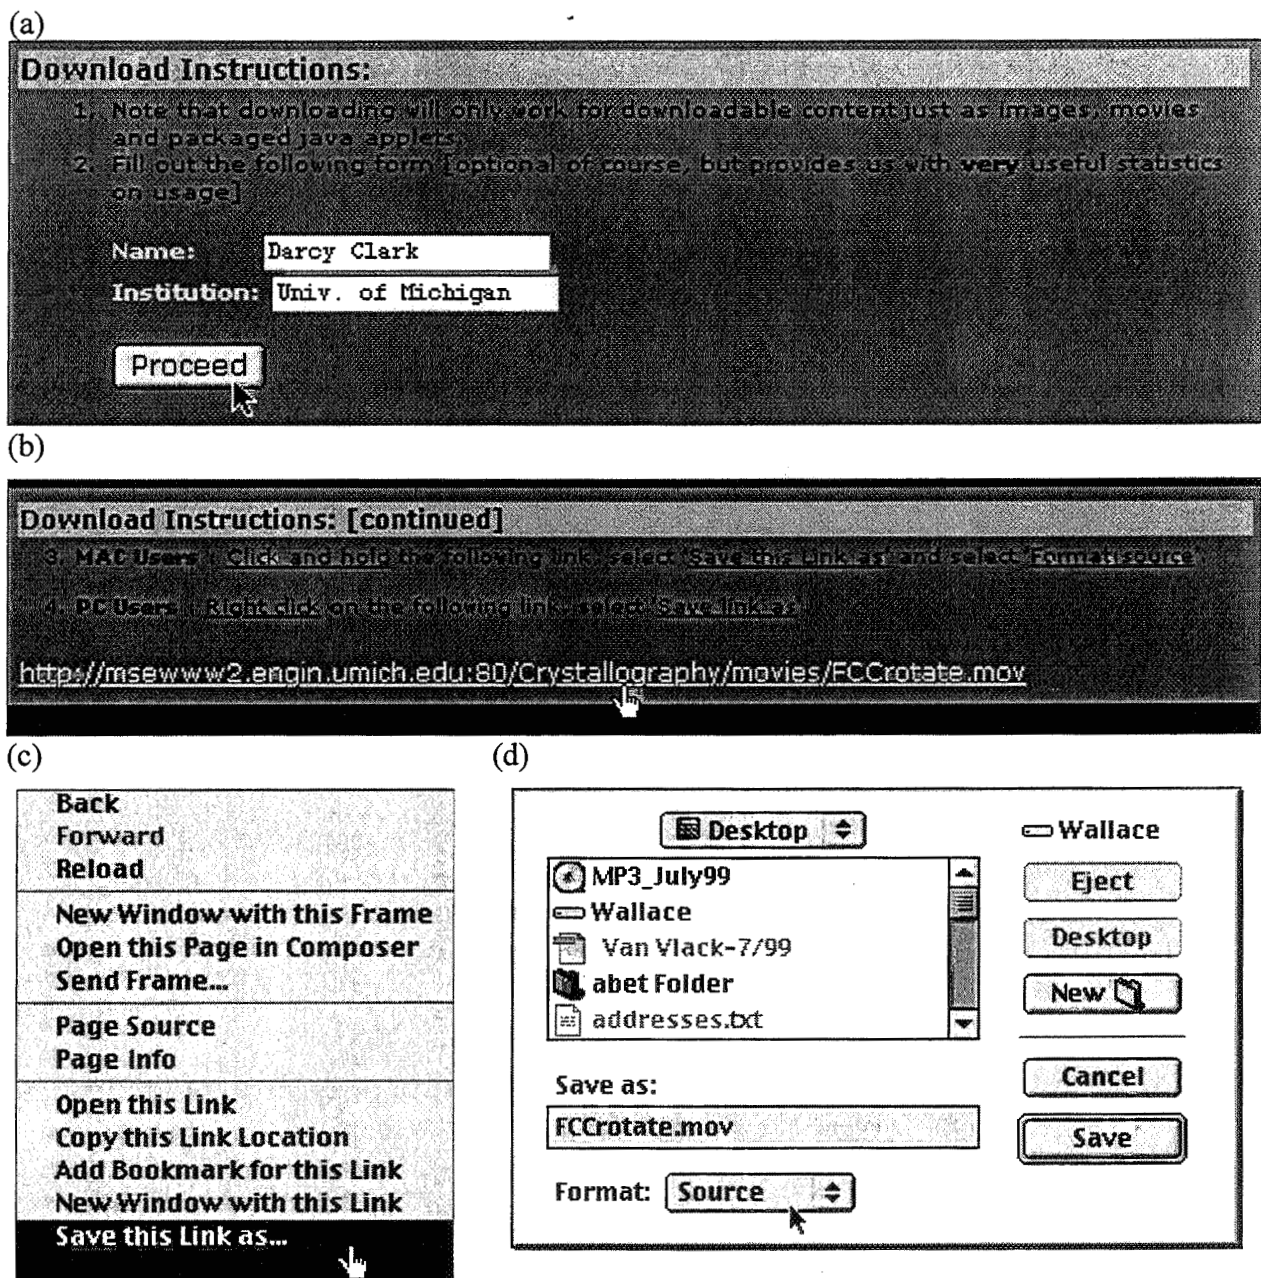 (a)
Download Instructions:
1. Note that downloading will only work for downloadable content just as images, movies
and packaged java applets.
2. Fill out the following form [optional of course, but provides us with very useful statistics
on usage]
Name: Darcy Clark
Institution: Univ. of Michigan
Proceed
(b)
Download Instructions: [continued]
3. MAC Users : Click and hold the following link, select 'Save this Link as' and select 'Format:source'
4. PC Users : Right click on the following link, select 'Save link as'
http://msewww2.engin.umich.edu:80/Crystallography/movies/FCCrotate.mov
(c)
Back
Forward
Reload
New Window with this Frame
Open this Page in Composer
Send Frame...
Page Source
Page Info
Open this Link
Copy this Link Location
Add Bookmark for this Link
New Window with this Link
Save this Link as...
(d)
Desktop
MP3_July99
Wallace
Van Vlack-7/99
abet Folder
addresses.txt
Save as:
FCCrotate.mov
Format: Source
Wallace
Eject
Desktop
New
Cancel
Save